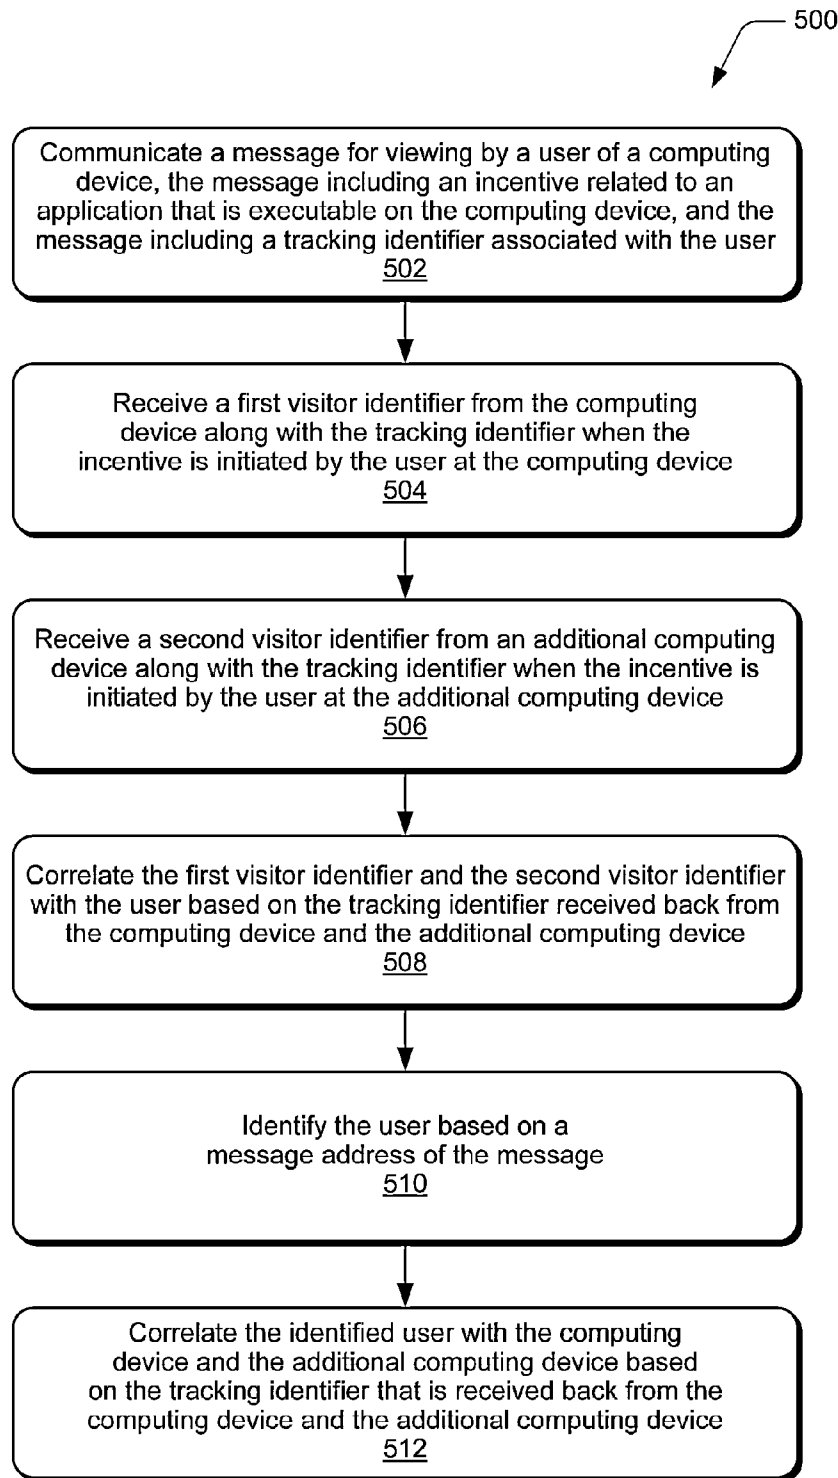 500
Communicate a message for viewing by a user of a computing
device, the message including an incentive related to an
application that is executable on the computing device, and the
message including a tracking identifier associated with the user
502
Receive a first visitor identifier from the computing
device along with the tracking identifier when the
incentive is initiated by the user at the computing device
504
Receive a second visitor identifier from an additional computing
device along with the tracking identifier when the incentive is
initiated by the user at the additional computing device
506
Correlate the first visitor identifier and the second visitor identifier
with the user based on the tracking identifier received back from
the computing device and the additional computing device
508
Identify the user based on a
message address of the message
510
Correlate the identified user with the computing
device and the additional computing device based
on the tracking identifier that is received back from the
computing device and the additional computing device
512